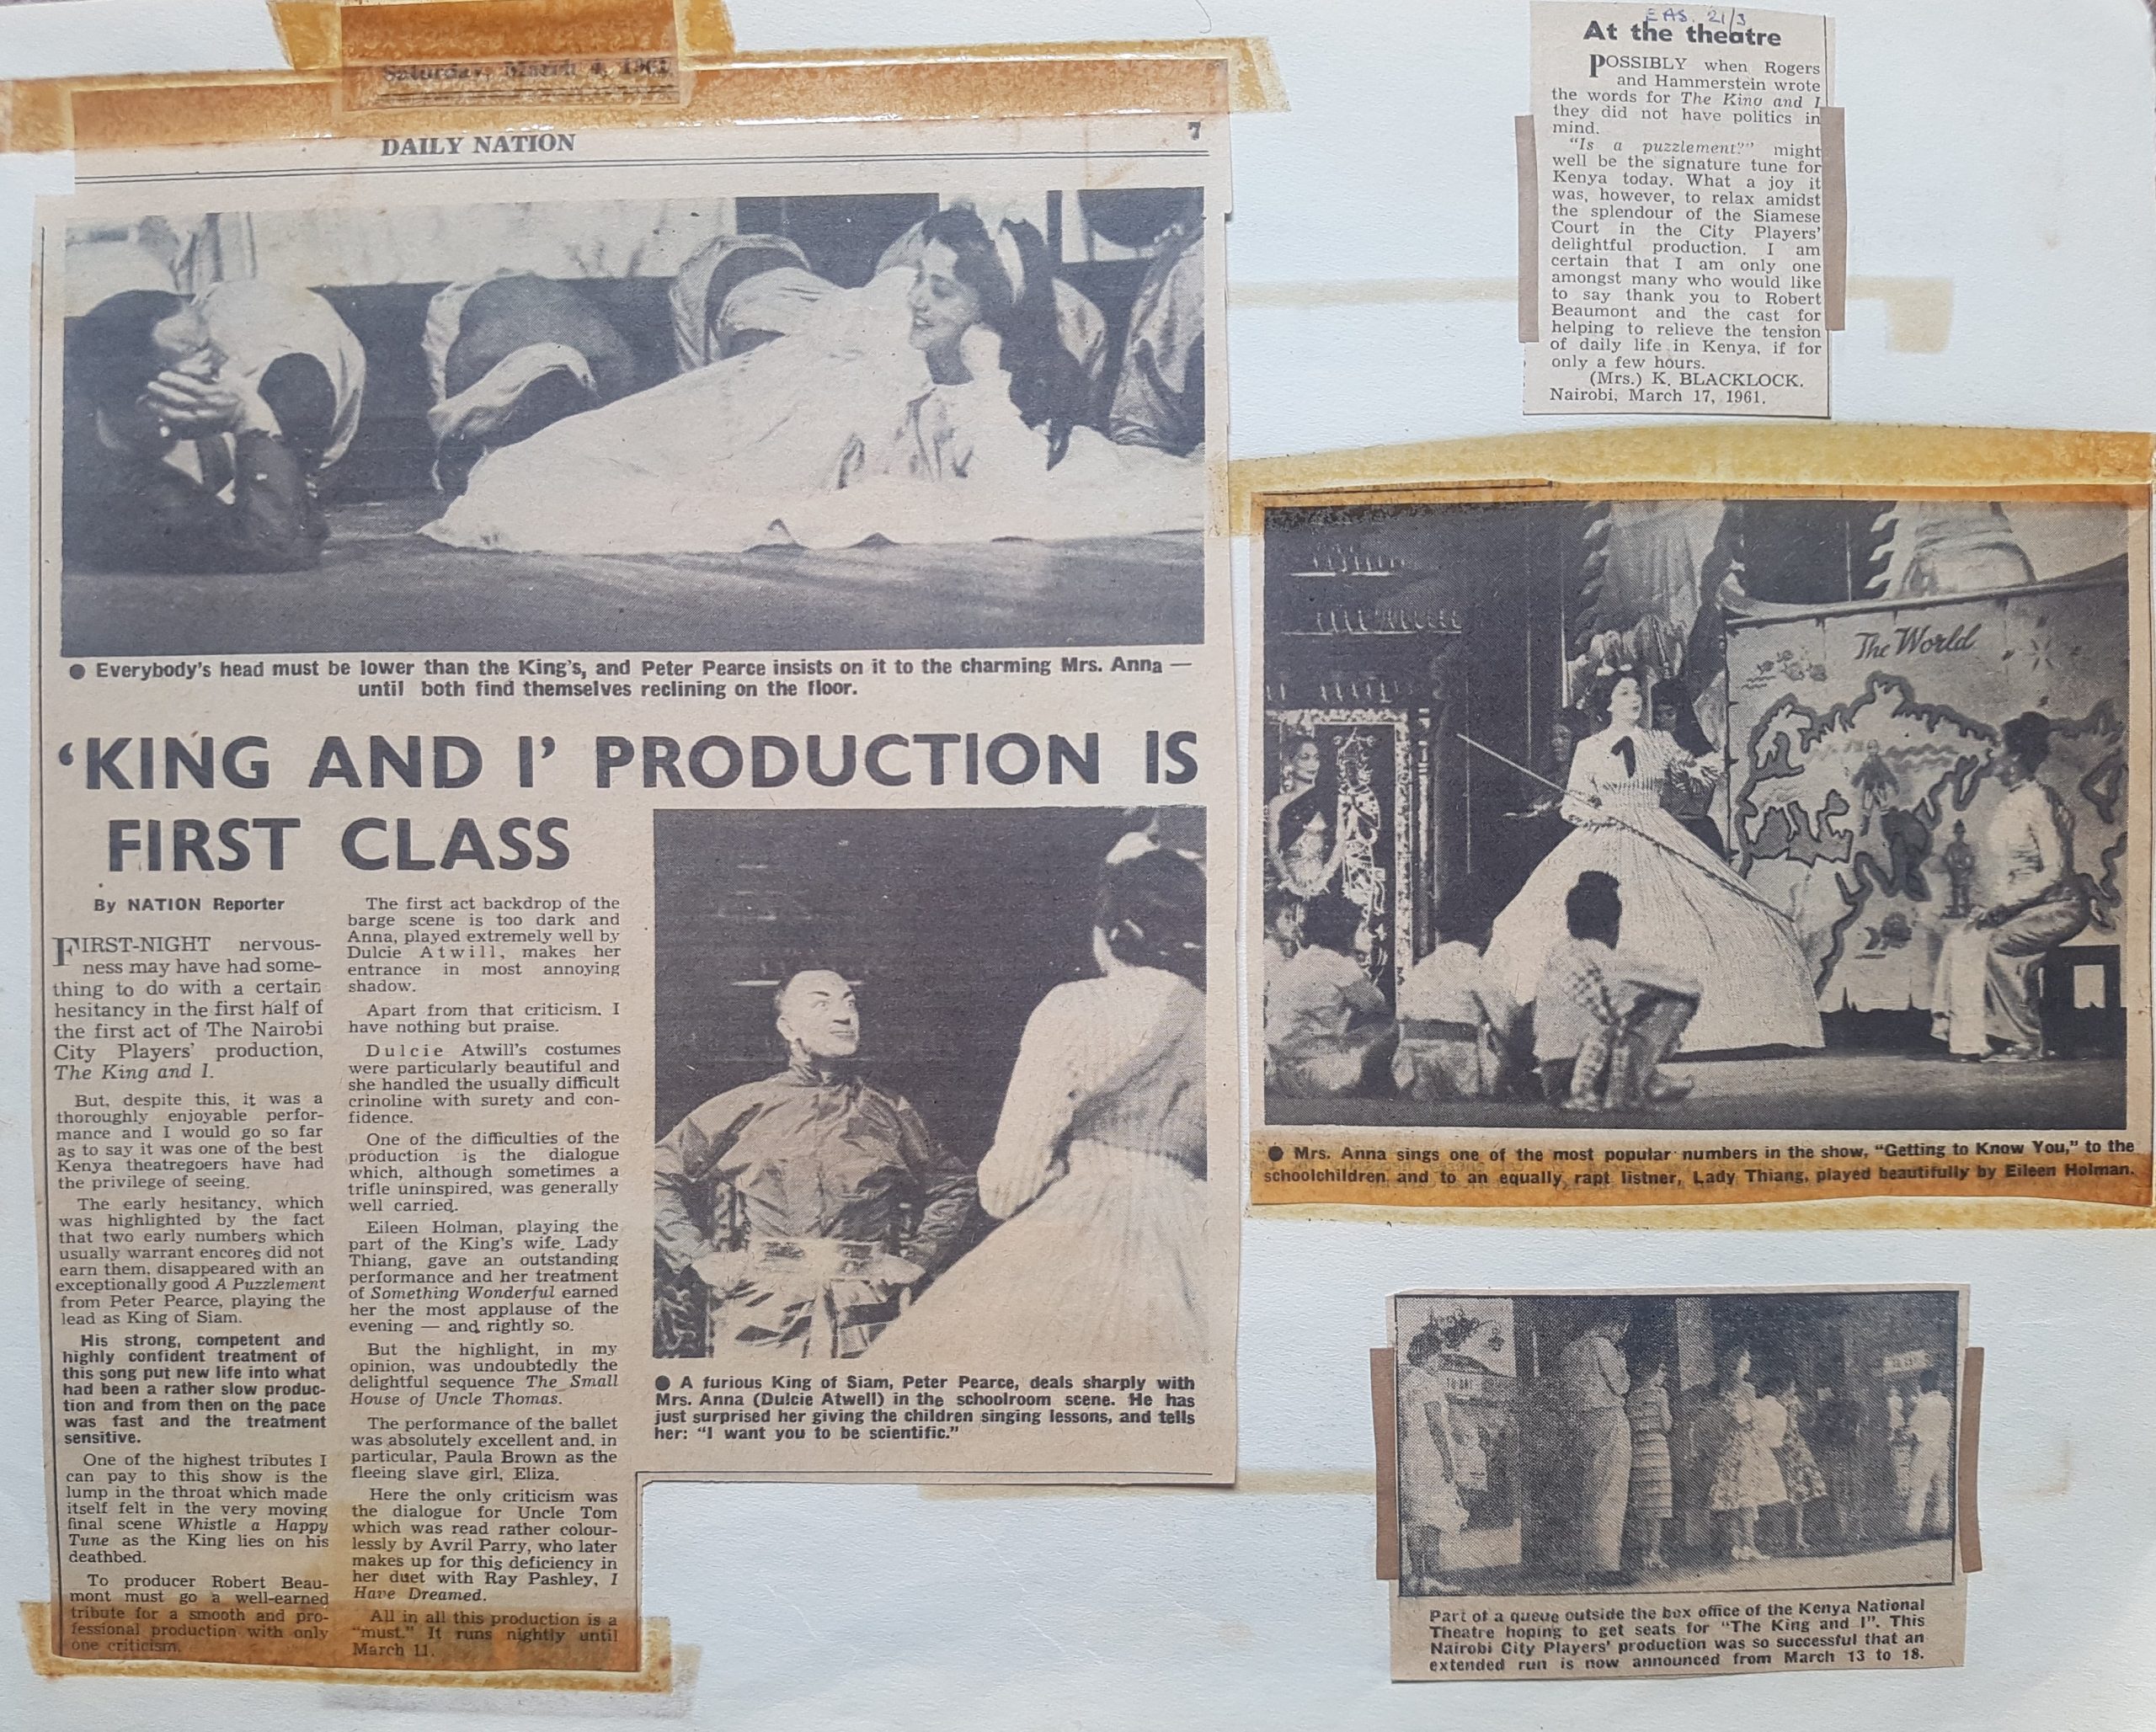 Saturday, March 4, 1961
DAILY NATION
7
● Everybody's head must be lower than the King's, and Peter Pearce insists on it to the charming Mrs. Anna —
until both find themselves reclining on the floor.
‘KING AND I’ PRODUCTION IS
FIRST CLASS
By NATION Reporter
FIRST-NIGHT nervous-
ness may have had some-
thing to do with a certain
hesitancy in the first half of
the first act of The Nairobi
City Players' production,
The King and I.
But, despite this, it was a
thoroughly enjoyable perfor-
mance and I would go so far
as to say it was one of the best
Kenya theatregoers have had
the privilege of seeing.
The early hesitancy, which
was highlighted by the fact
that two early numbers which
usually warrant encores did not
earn them, disappeared with an
exceptionally good A Puzzlement
from Peter Pearce, playing the
lead as King of Siam.
His strong, competent and
highly confident treatment of
this song put new life into what
had been a rather slow produc-
tion and from then on the pace
was fast and the treatment
sensitive.
One of the highest tributes I
can pay to this show is the
lump in the throat which made
itself felt in the very moving
final scene Whistle a Happy
Tune as the King lies on his
deathbed.
To producer Robert Beau-
mont must go a well-earned
tribute for a smooth and pro-
fessional production with only
one criticism.
The first act backdrop of the
barge scene is too dark and
Anna, played extremely well by
Dulcie Atwill, makes her
entrance in most annoying
shadow.
Apart from that criticism, I
have nothing but praise.
Dulcie Atwill's costumes
were particularly beautiful and
she handled the usually difficult
crinoline with surety and con-
fidence.
One of the difficulties of the
production is the dialogue
which, although sometimes a
trifle uninspired, was generally
well carried.
Eileen Holman, playing the
part of the King's wife, Lady
Thiang, gave an outstanding
performance and her treatment
of Something Wonderful earned
her the most applause of the
evening — and rightly so.
But the highlight, in my
opinion, was undoubtedly the
delightful sequence The Small
House of Uncle Thomas.
The performance of the ballet
was absolutely excellent and, in
particular, Paula Brown as the
fleeing slave girl, Eliza.
Here the only criticism was
the dialogue for Uncle Tom
which was read rather colour-
lessly by Avril Parry, who later
makes up for this deficiency in
her duet with Ray Pashley, I
Have Dreamed.
All in all this production is a
"must." It runs nightly until
March 11.
● A furious King of Siam, Peter Pearce, deals sharply with
Mrs. Anna (Dulcie Atwell) in the schoolroom scene. He has
just surprised her giving the children singing lessons, and tells
her: "I want you to be scientific."
EAS. 21/3
At the theatre
POSSIBLY when Rogers
and Hammerstein wrote
the words for The King and I
they did not have politics in
mind.
"Is a puzzlement?" might
well be the signature tune for
Kenya today. What a joy it
was, however, to relax amidst
the splendour of the Siamese
Court in the City Players'
delightful production. I am
certain that I am only one
amongst many who would like
to say thank you to Robert
Beaumont and the cast for
helping to relieve the tension
of daily life in Kenya, if for
only a few hours.
(Mrs.) K. BLACKLOCK.
Nairobi, March 17, 1961.
The World
● Mrs. Anna sings one of the most popular numbers in the show, "Getting to Know You," to the
schoolchildren and to an equally rapt listner, Lady Thiang, played beautifully by Eileen Holman.
Part of a queue outside the box office of the Kenya National
Theatre hoping to get seats for "The King and I". This
Nairobi City Players' production was so successful that an
extended run is now announced from March 13 to 18.